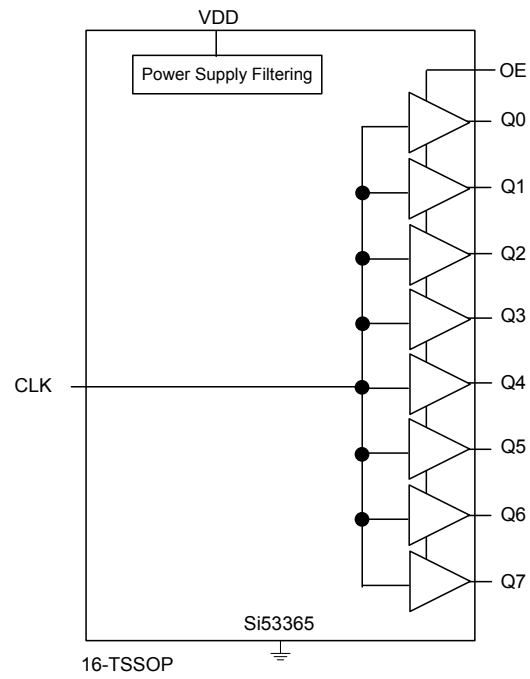 VDD
Power Supply Filtering
OE
Q0
Q1
Q2
Q3
CLK
Q4
Q5
Q6
Q7
Si53365
16-TSSOP